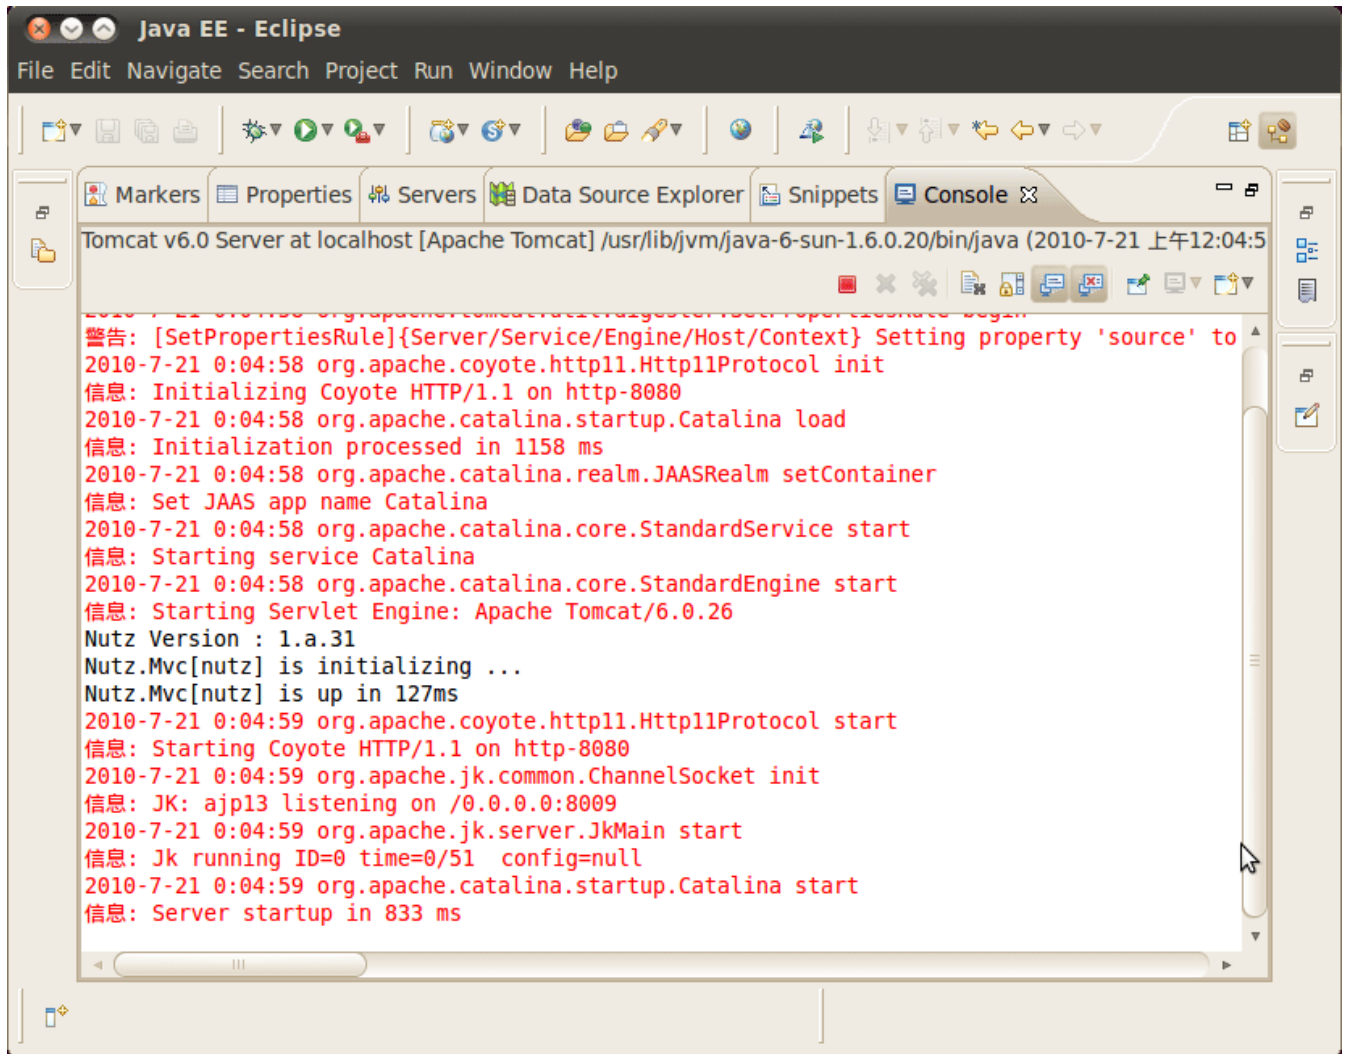 Java EE - Eclipse
File Edit Navigate Search Project Run Window Help
Markers Properties Servers Data Source Explorer Snippets Console
Tomcat v6.0 Server at localhost [Apache Tomcat] /usr/lib/jvm/java-6-sun-1.6.0.20/bin/java (2010-7-21 上午12:04:5
2010-7-21 0:04:58 org.apache.tomcat.util.digester.SetPropertiesRule begin
警告: [SetPropertiesRule]{Server/Service/Engine/Host/Context} Setting property 'source' to
2010-7-21 0:04:58 org.apache.coyote.http11.Http11Protocol init
信息: Initializing Coyote HTTP/1.1 on http-8080
2010-7-21 0:04:58 org.apache.catalina.startup.Catalina load
信息: Initialization processed in 1158 ms
2010-7-21 0:04:58 org.apache.catalina.realm.JAASRealm setContainer
信息: Set JAAS app name Catalina
2010-7-21 0:04:58 org.apache.catalina.core.StandardService start
信息: Starting service Catalina
2010-7-21 0:04:58 org.apache.catalina.core.StandardEngine start
信息: Starting Servlet Engine: Apache Tomcat/6.0.26
Nutz Version : 1.a.31
Nutz.Mvc[nutz] is initializing ...
Nutz.Mvc[nutz] is up in 127ms
2010-7-21 0:04:59 org.apache.coyote.http11.Http11Protocol start
信息: Starting Coyote HTTP/1.1 on http-8080
2010-7-21 0:04:59 org.apache.jk.common.ChannelSocket init
信息: JK: ajp13 listening on /0.0.0.0:8009
2010-7-21 0:04:59 org.apache.jk.server.JkMain start
信息: Jk running ID=0 time=0/51  config=null
2010-7-21 0:04:59 org.apache.catalina.startup.Catalina start
信息: Server startup in 833 ms